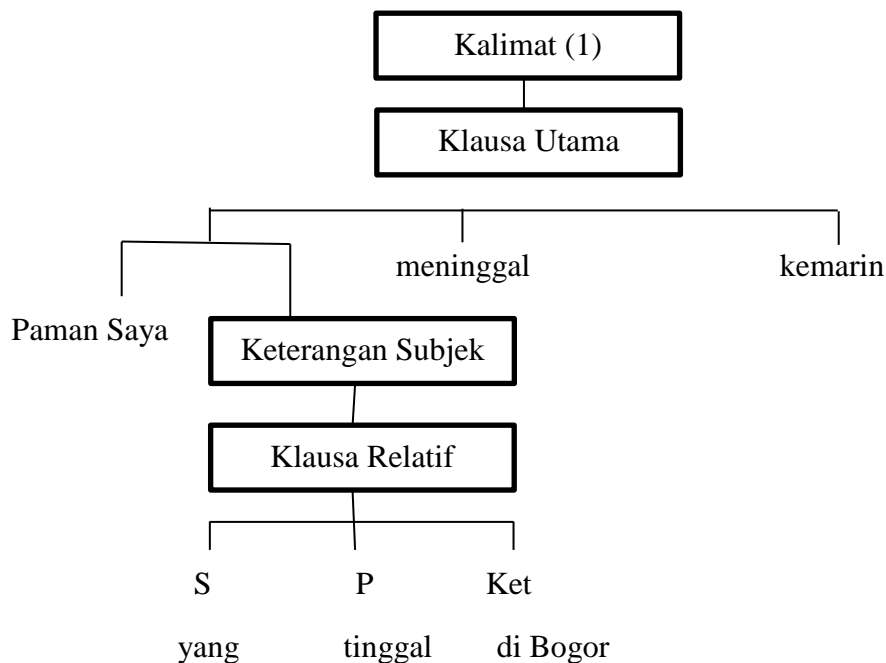 Kalimat (1)
Klausa Utama
meninggal kemarin
Paman Saya
Keterangan Subjek
Klausa Relatif
S P Ket
yang tinggal di Bogor